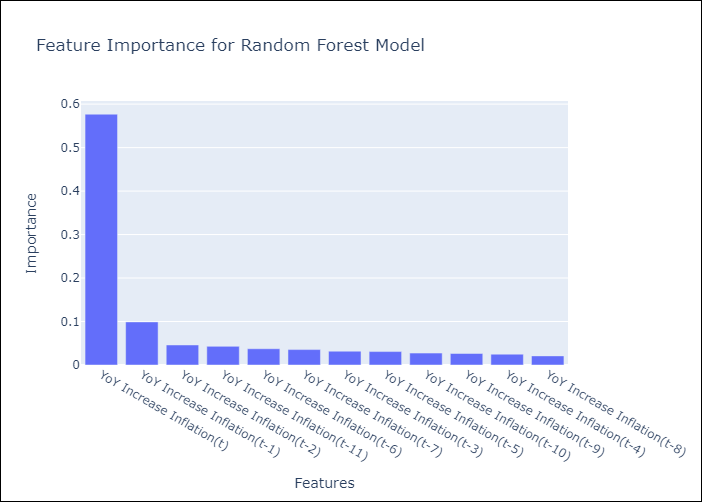 Feature Importance for Random Forest Model
0.6
0.5
0.4
0.3
0.2
0.1
0
Importance
YoY Increase Inflation(t)
YoY Increase Inflation(t-1)
YoY Increase Inflation(t-2)
YoY Increase Inflation(t-11)
YoY Increase Inflation(t-6)
YoY Increase Inflation(t-7)
YoY Increase Inflation(t-3)
YoY Increase Inflation(t-5)
YoY Increase Inflation(t-10)
YoY Increase Inflation(t-9)
YoY Increase Inflation(t-4)
YoY Increase Inflation(t-8)
Features